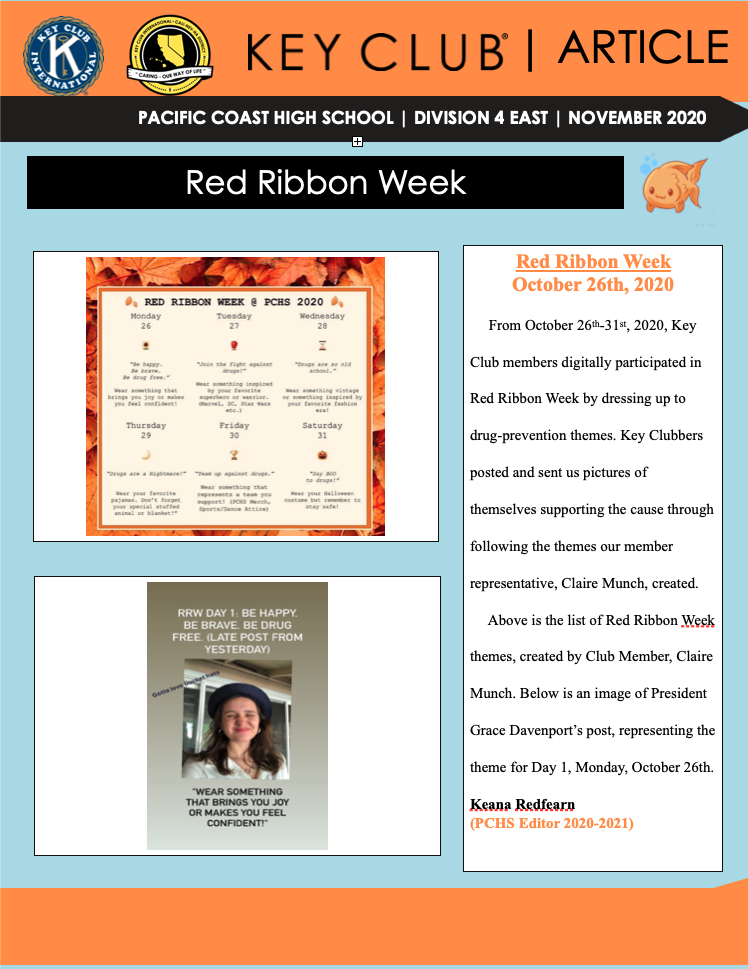 KEY CLUB
INTERNATIONAL
K
KEY CLUB INTERNATIONAL • CALI-NEV-HA DISTRICT
" CARING - OUR WAY OF LIFE "
KEY CLUB® | ARTICLE
PACIFIC COAST HIGH SCHOOL | DIVISION 4 EAST | NOVEMBER 2020
Red Ribbon Week
RED RIBBON WEEK @ PCHS 2020
Monday
26
"Be happy.
Be brave.
Be drug free."
Wear something that
brings you joy or makes
you feel confident!
Tuesday
27
"Join the fight against
drugs!"
Wear something inspired
by your favorite
superhero or warrior.
(Marvel, DC, Star Wars
etc.)
Wednesday
28
"Drugs are so old
school."
Wear something vintage
or something inspired by
your favorite fashion
era!
Thursday
29
"Drugs are a Nightmare!"
Wear your favorite
pajamas. Don't forget
your special stuffed
animal or blanket!"
Friday
30
"Team up against drugs."
Wear something that
represents a team you
support! (PCHS Merch,
Sports/Dance Attire)
Saturday
31
"Say BOO
to drugs!"
Wear your Halloween
costume but remember to
stay safe!
RRW DAY 1: BE HAPPY.
BE BRAVE. BE DRUG
FREE. (LATE POST FROM
YESTERDAY)
Gotta love bucket hats
"WEAR SOMETHING
THAT BRINGS YOU JOY
OR MAKES YOU FEEL
CONFIDENT!"
Red Ribbon Week
October 26th, 2020
From October 26th-31st, 2020, Key
Club members digitally participated in
Red Ribbon Week by dressing up to
drug-prevention themes. Key Clubbers
posted and sent us pictures of
themselves supporting the cause through
following the themes our member
representative, Claire Munch, created.
Above is the list of Red Ribbon Week
themes, created by Club Member, Claire
Munch. Below is an image of President
Grace Davenport's post, representing the
theme for Day 1, Monday, October 26th.
Keana Redfearn
(PCHS Editor 2020-2021)